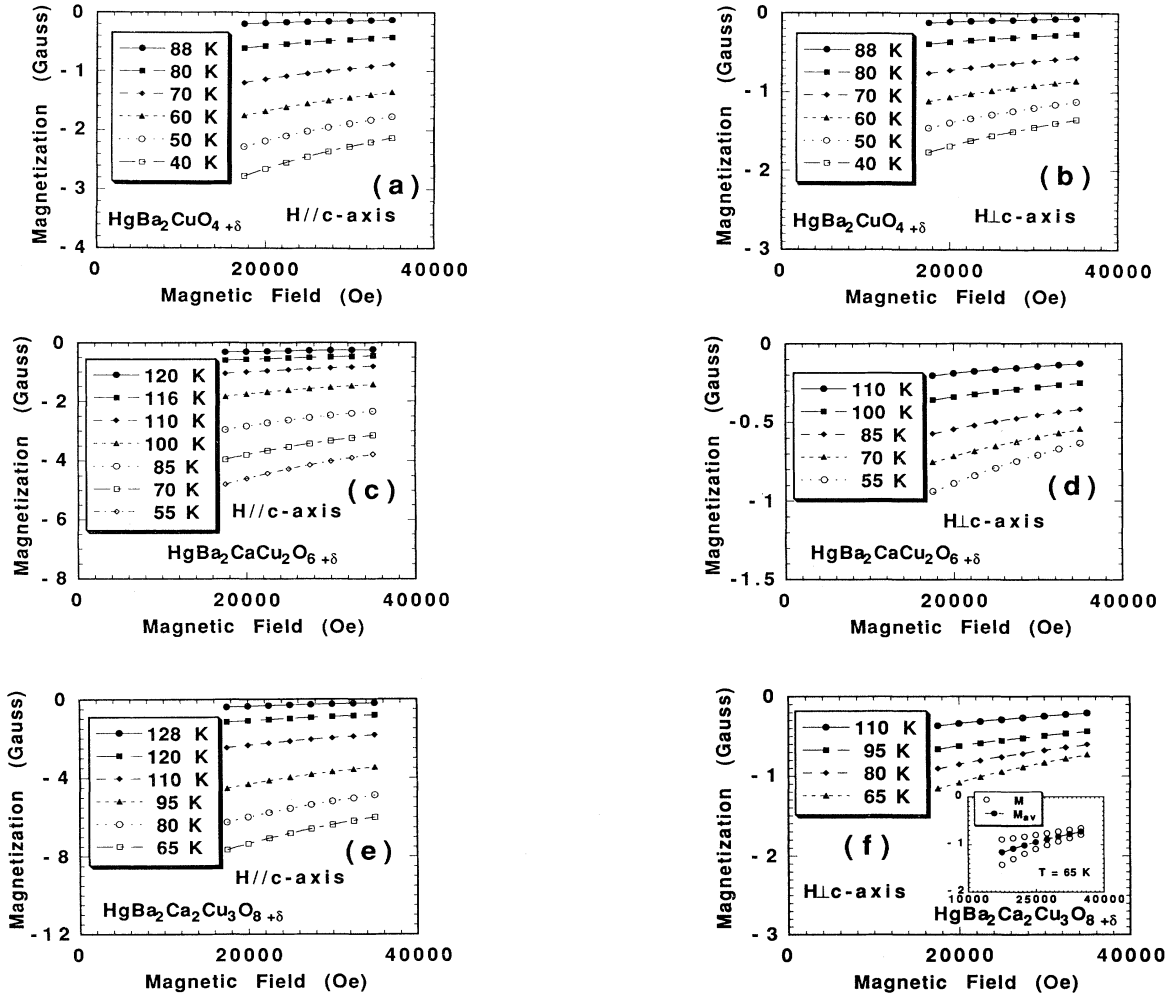 0
- 1
- 2
- 3
- 4
Magnetization (Gauss)
88 K
80 K
70 K
60 K
50 K
40 K
(a)
HgBa2CuO4 +δ
H//c-axis
0
20000
40000
Magnetic Field (Oe)
0
- 1
- 2
- 3
Magnetization (Gauss)
88 K
80 K
70 K
60 K
50 K
40 K
(b)
HgBa2CuO4 +δ
H⊥c-axis
0
20000
40000
Magnetic Field (Oe)
0
- 2
- 4
- 6
- 8
Magnetization (Gauss)
120 K
116 K
110 K
100 K
85 K
70 K
55 K
(c)
H//c-axis
HgBa2CaCu2O6 +δ
0
20000
40000
Magnetic Field (Oe)
0
-0.5
- 1
-1.5
Magnetization (Gauss)
110 K
100 K
85 K
70 K
55 K
(d)
H⊥c-axis
HgBa2CaCu2O6 +δ
0
20000
40000
Magnetic Field (Oe)
0
- 4
- 8
- 12
Magnetization (Gauss)
128 K
120 K
110 K
95 K
80 K
65 K
(e)
H//c-axis
HgBa2Ca2Cu3O8 +δ
0
20000
40000
Magnetic Field (Oe)
0
- 1
- 2
- 3
Magnetization (Gauss)
110 K
95 K
80 K
65 K
(f)
H⊥c-axis
M
Mav
0
- 1
- 2
T = 65 K
10000
25000
40000
HgBa2Ca2Cu3O8 +δ
0
20000
40000
Magnetic Field (Oe)